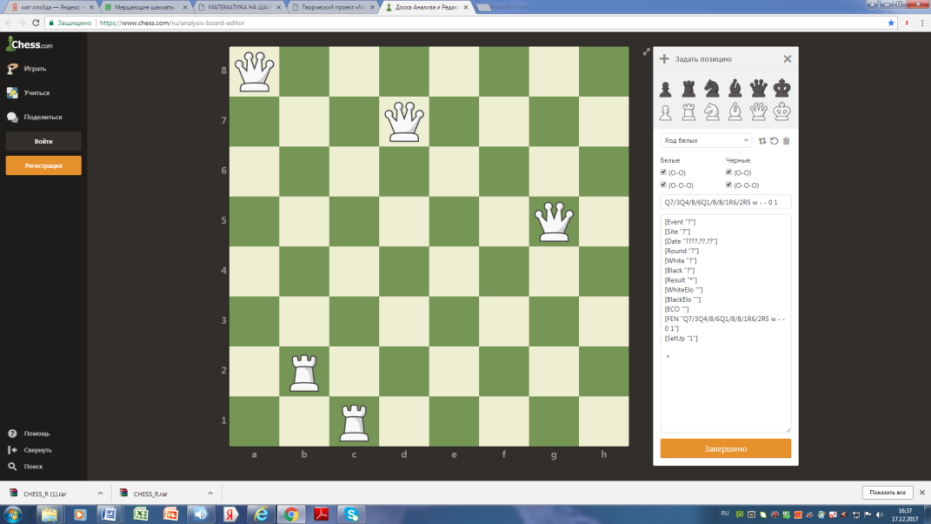 мат ллойда — Яндекс: н
Мерцающие шахматы.
МАТЕМАТИКА НА ШАХ
Творческий проект «Ма
Доска Анализа и Редак
Защищено
https://www.chess.com/ru/analysis-board-editor
Chess.com
Играть
Учиться
Поделиться
Войти
Регистрация
Помощь
Свернуть
Поиск
8
7
6
5
4
3
2
1
a b c d e f g h
Задать позицию
Ход белых
Белые Черные
(O-O) (O-O)
(O-O-O) (O-O-O)
Q7/3Q4/8/6Q1/8/8/1R6/2R5 w - - 0 1
[Event "?"]
[Site "?"]
[Date "????.??.??"]
[Round "?"]
[White "?"]
[Black "?"]
[Result "*"]
[WhiteElo ""]
[BlackElo ""]
[ECO ""]
[FEN "Q7/3Q4/8/6Q1/8/8/1R6/2R5 w - -
0 1"]
[SetUp "1"]
*
Завершено
CHESS_R (1).rar
CHESS_R.rar
Показать все
RU
16:37
17.12.2017